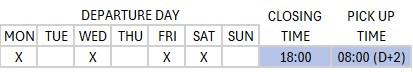 DEPARTURE DAY CLOSING PICK UP
MON TUE WED THU FRI SAT SUN TIME TIME
X X X X 18:00 08:00 (D+2)